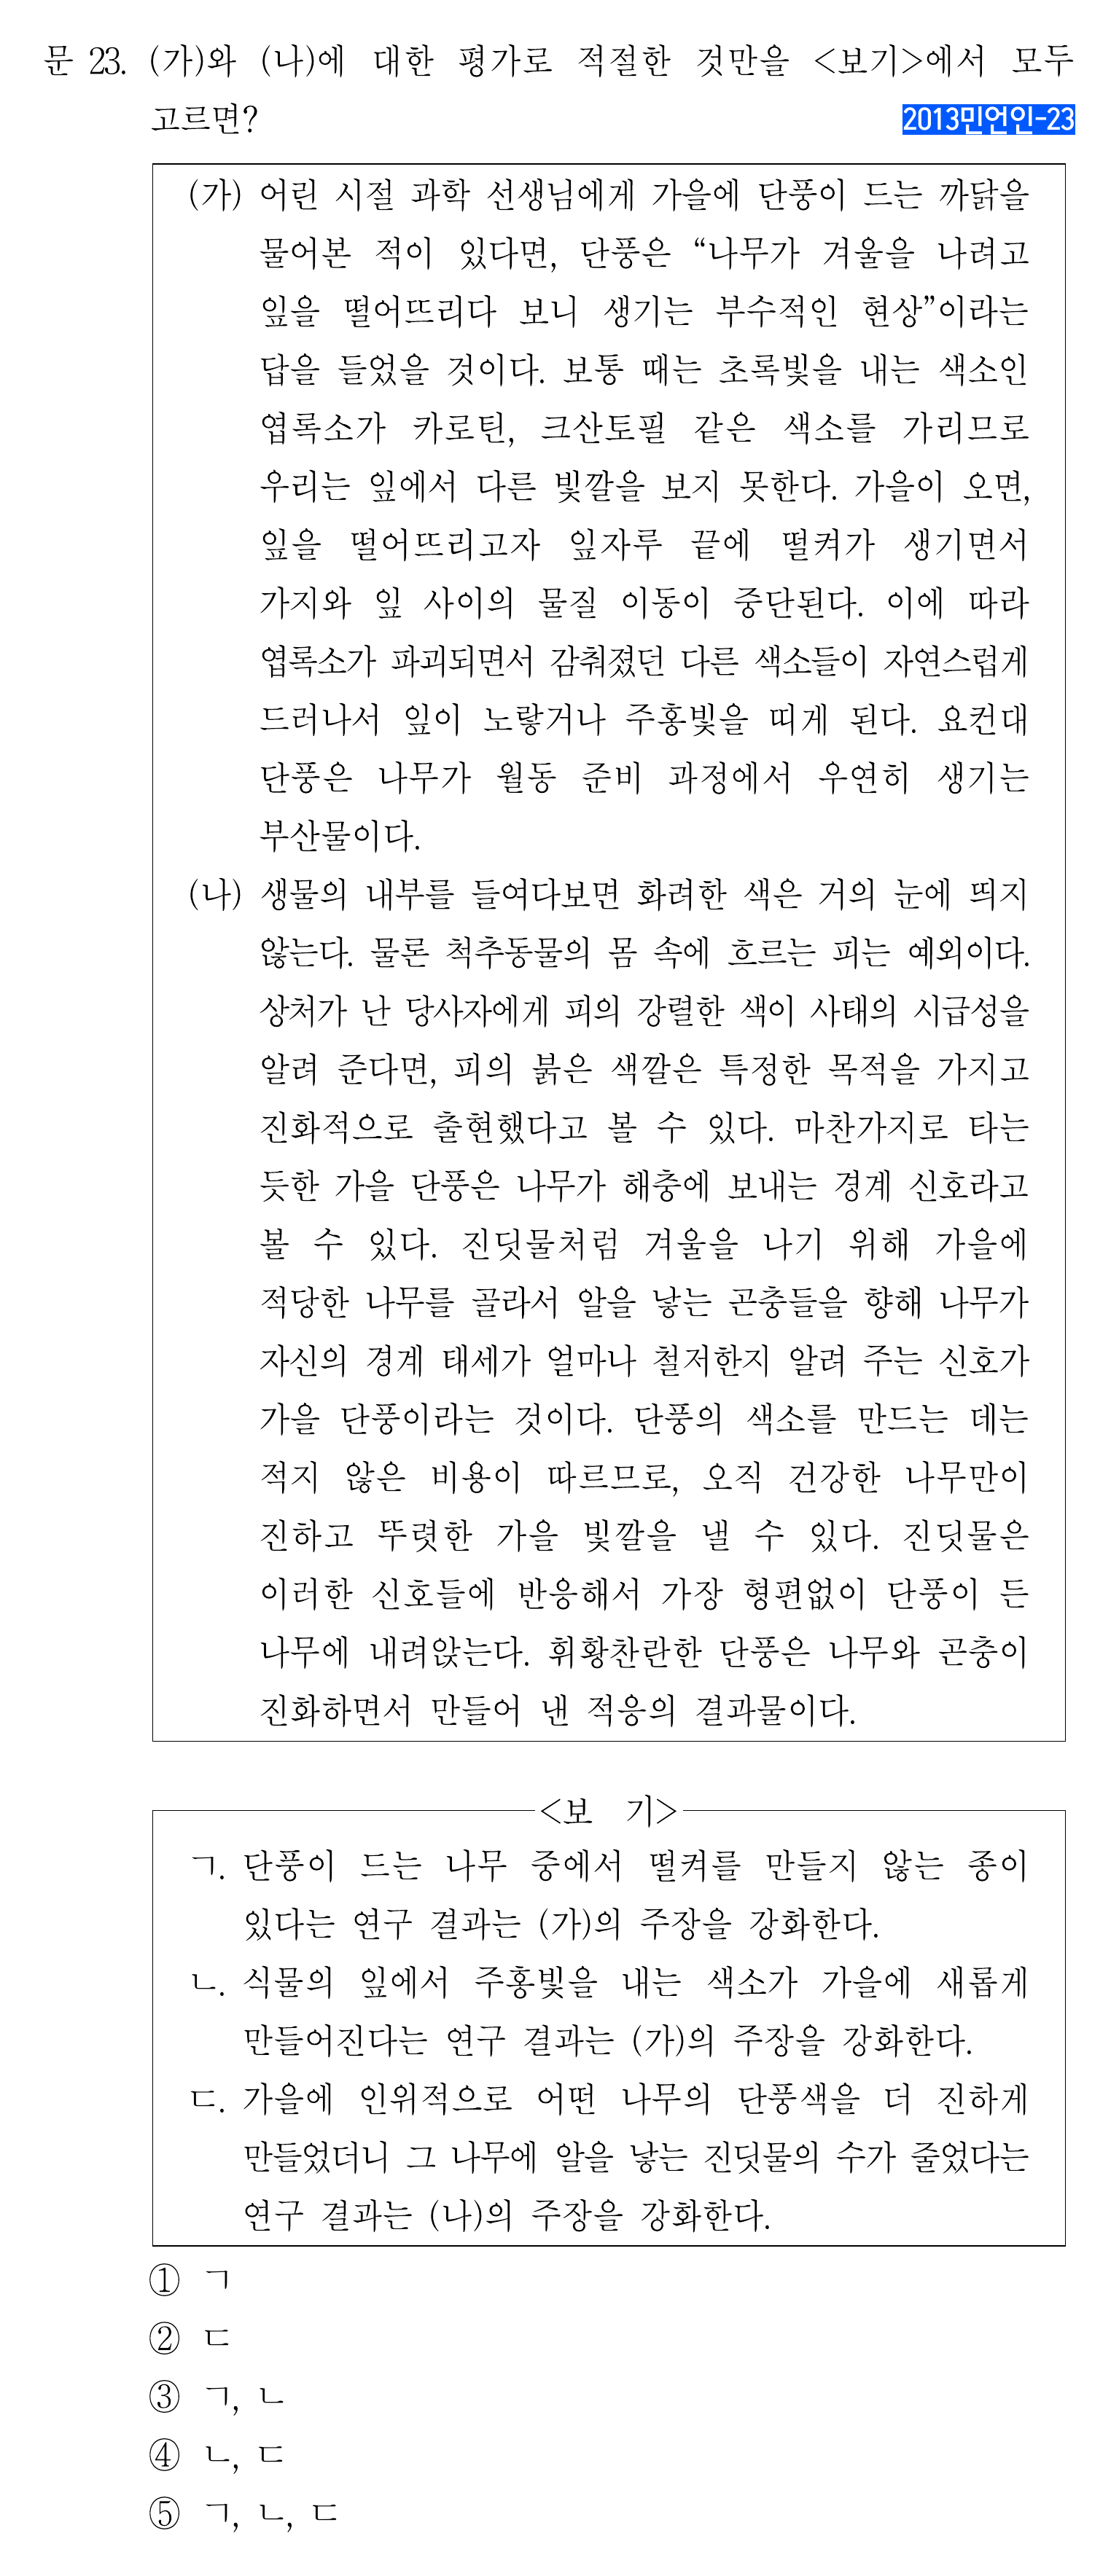 문 23. (가)와 (나)에 대한 평가로 적절한 것만을 <보기>에서 모두
고르면?
2013민언인-23
(가) 어린 시절 과학 선생님에게 가을에 단풍이 드는 까닭을
물어본 적이 있다면, 단풍은 “나무가 겨울을 나려고
잎을 떨어뜨리다 보니 생기는 부수적인 현상”이라는
답을 들었을 것이다. 보통 때는 초록빛을 내는 색소인
엽록소가 카로틴, 크산토필 같은 색소를 가리므로
우리는 잎에서 다른 빛깔을 보지 못한다. 가을이 오면,
잎을 떨어뜨리고자 잎자루 끝에 떨켜가 생기면서
가지와 잎 사이의 물질 이동이 중단된다. 이에 따라
엽록소가 파괴되면서 감춰졌던 다른 색소들이 자연스럽게
드러나서 잎이 노랗거나 주홍빛을 띠게 된다. 요컨대
단풍은 나무가 월동 준비 과정에서 우연히 생기는
부산물이다.
(나) 생물의 내부를 들여다보면 화려한 색은 거의 눈에 띄지
않는다. 물론 척추동물의 몸 속에 흐르는 피는 예외이다.
상처가 난 당사자에게 피의 강렬한 색이 사태의 시급성을
알려 준다면, 피의 붉은 색깔은 특정한 목적을 가지고
진화적으로 출현했다고 볼 수 있다. 마찬가지로 타는
듯한 가을 단풍은 나무가 해충에 보내는 경계 신호라고
볼 수 있다. 진딧물처럼 겨울을 나기 위해 가을에
적당한 나무를 골라서 알을 낳는 곤충들을 향해 나무가
자신의 경계 태세가 얼마나 철저한지 알려 주는 신호가
가을 단풍이라는 것이다. 단풍의 색소를 만드는 데는
적지 않은 비용이 따르므로, 오직 건강한 나무만이
진하고 뚜렷한 가을 빛깔을 낼 수 있다. 진딧물은
이러한 신호들에 반응해서 가장 형편없이 단풍이 든
나무에 내려앉는다. 휘황찬란한 단풍은 나무와 곤충이
진화하면서 만들어 낸 적응의 결과물이다.
<보 기>
ㄱ. 단풍이 드는 나무 중에서 떨켜를 만들지 않는 종이
있다는 연구 결과는 (가)의 주장을 강화한다.
ㄴ. 식물의 잎에서 주홍빛을 내는 색소가 가을에 새롭게
만들어진다는 연구 결과는 (가)의 주장을 강화한다.
ㄷ. 가을에 인위적으로 어떤 나무의 단풍색을 더 진하게
만들었더니 그 나무에 알을 낳는 진딧물의 수가 줄었다는
연구 결과는 (나)의 주장을 강화한다.
① ㄱ
② ㄷ
③ ㄱ, ㄴ
④ ㄴ, ㄷ
⑤ ㄱ, ㄴ, ㄷ